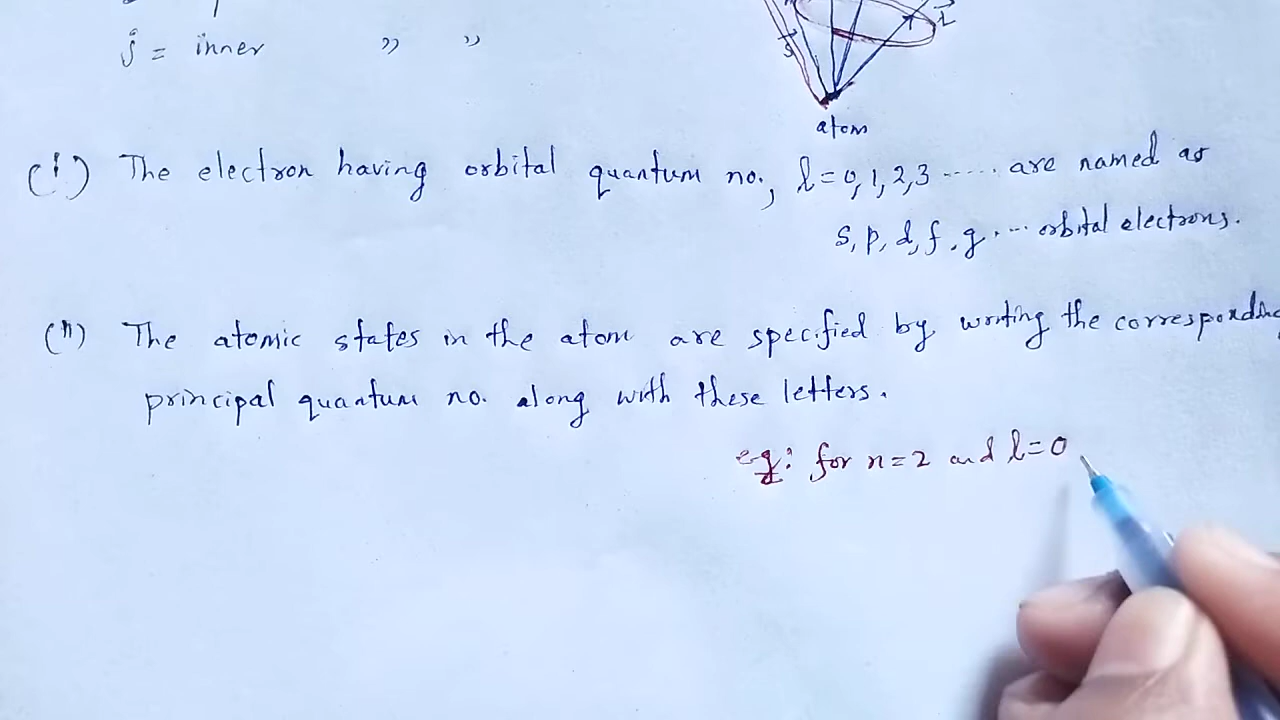 j = inner " "
S
L
atom
(i) The electron having orbital quantum no., l = 0, 1, 2, 3 ..... are named as
s, p, d, f, g .... orbital electrons.
(ii) The atomic states in the atom are specified by writing the corresponding
principal quantum no. along with these letters.
eg: for n = 2 and l = 0